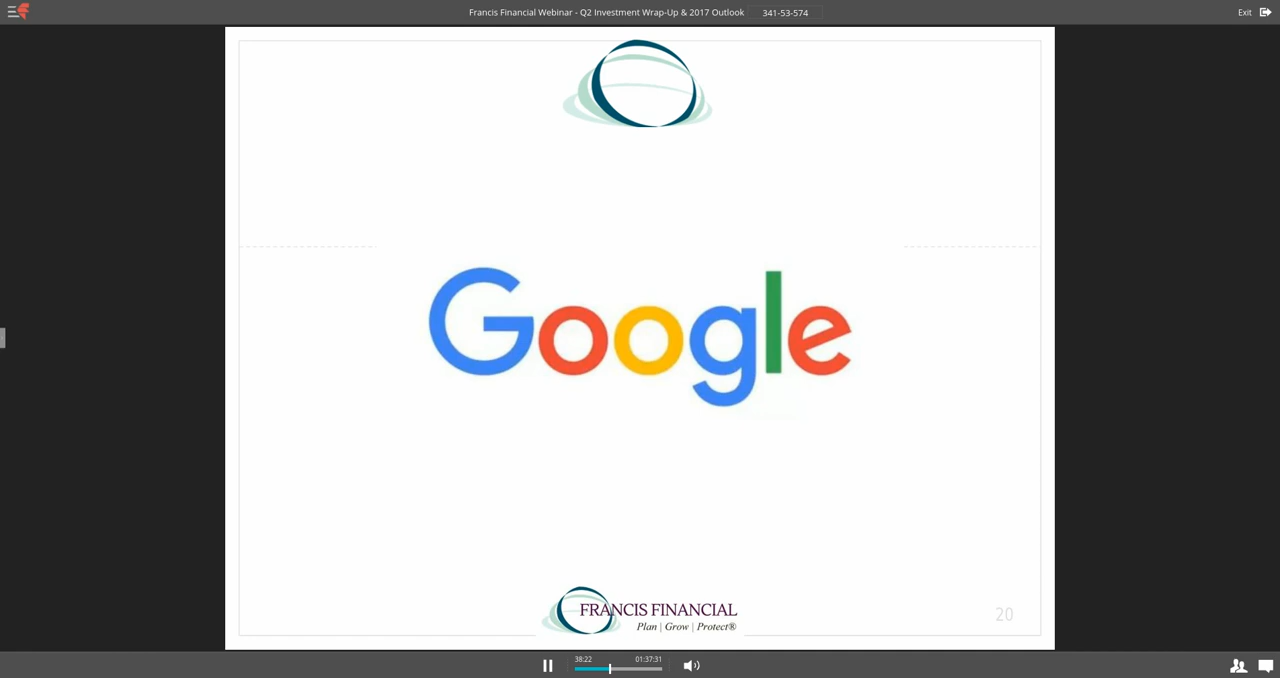 Francis Financial Webinar - Q2 Investment Wrap-Up & 2017 Outlook 341-53-574
Exit
Google
FRANCIS FINANCIAL
Plan | Grow | Protect®
20
38:22 01:37:31